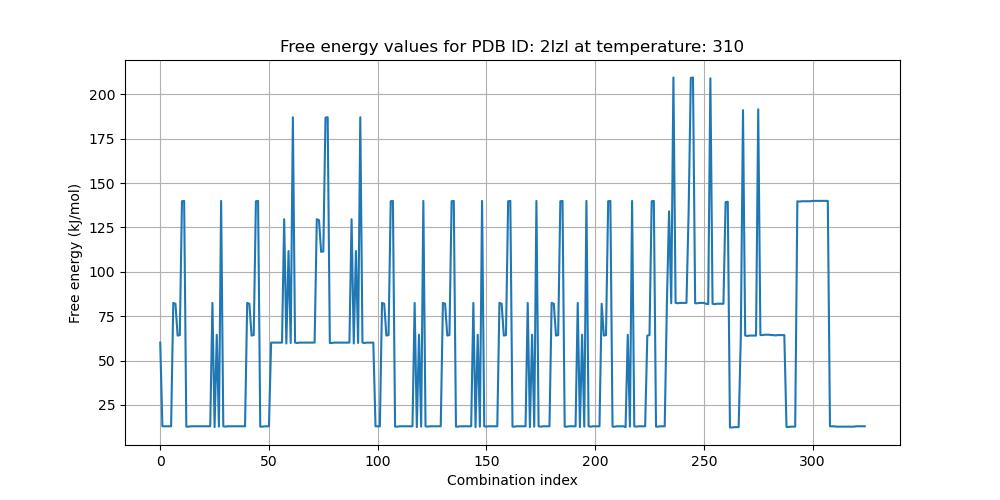 Free energy values for PDB ID: 2lzl at temperature: 310
Free energy (kJ/mol)
200
175
150
125
100
75
50
25
0 50 100 150 200 250 300
Combination index